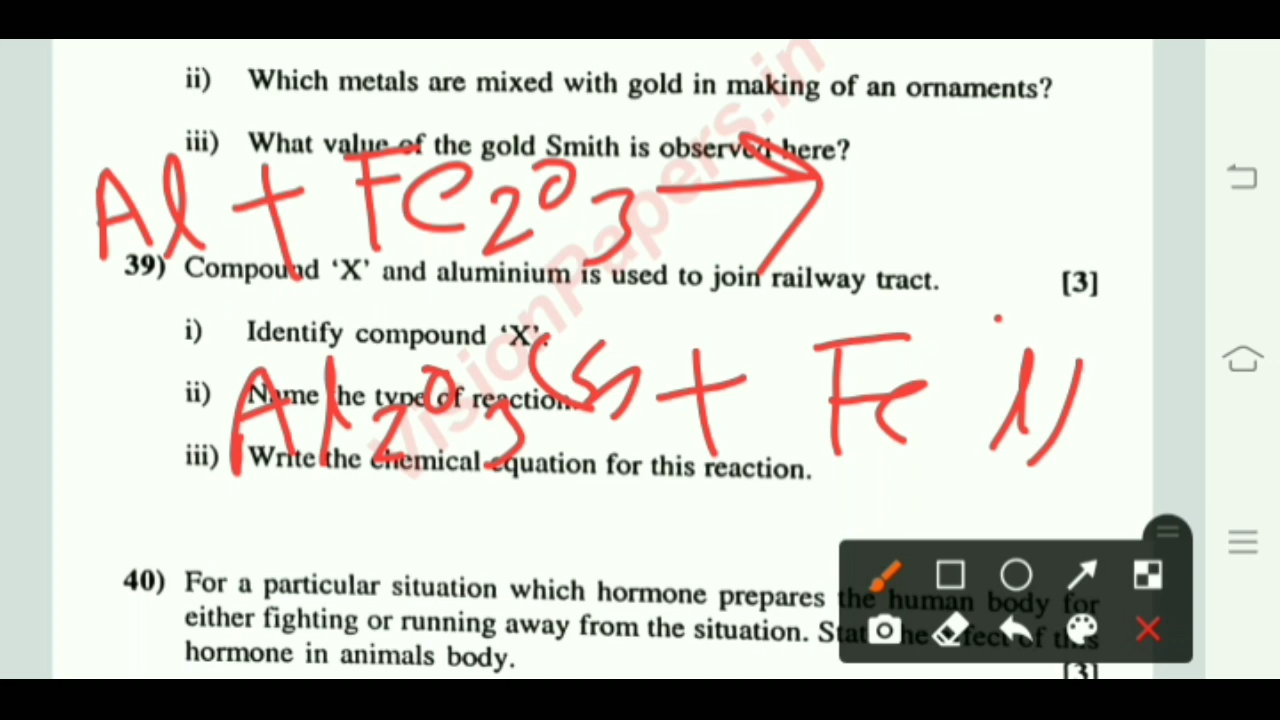 ii) Which metals are mixed with gold in making of an ornaments?
iii) What value of the gold Smith is observed here?
Al + Fe2O3 →
39) Compound ‘X’ and aluminium is used to join railway tract. [3]
i) Identify compound ‘X’.
Al2O3(s) + Fe l)
ii) Name the type of reaction.
iii) Write the chemical equation for this reaction.
40) For a particular situation which hormone prepares the human body for
either fighting or running away from the situation. State the effect of this
hormone in animals body. [3]
VisionPapers.in